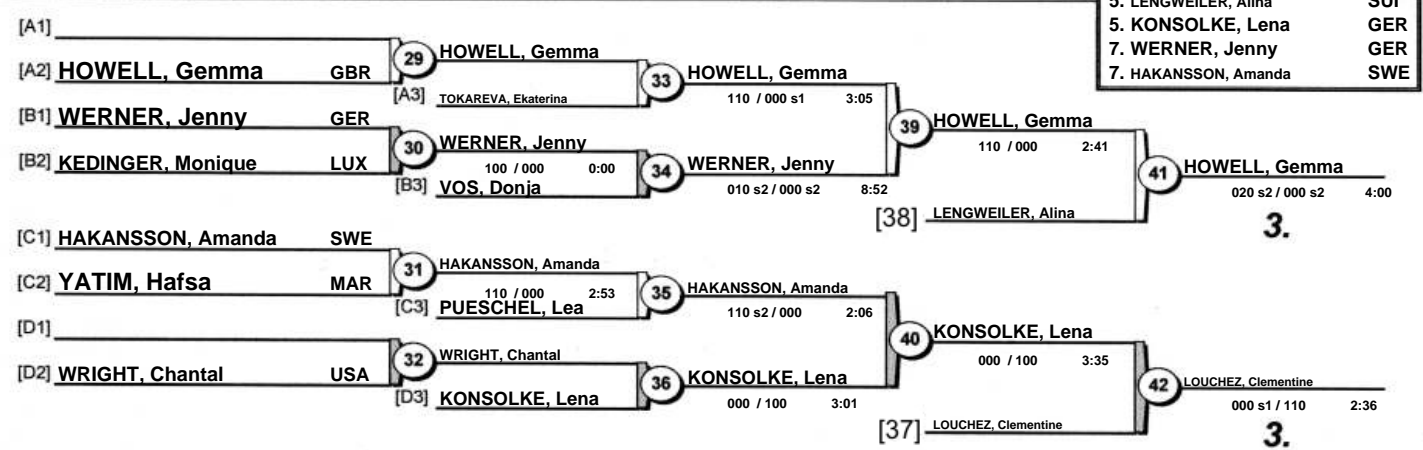 5. LENGWEILER, Alina SUI
5. KONSOLKE, Lena GER
7. WERNER, Jenny GER
7. HAKANSSON, Amanda SWE
[A1]
[A2] HOWELL, Gemma GBR
29
HOWELL, Gemma
[A3] TOKAREVA, Ekaterina
33
HOWELL, Gemma
110 / 000 s1 3:05
[B1] WERNER, Jenny GER
[B2] KEDINGER, Monique LUX
30
WERNER, Jenny
100 / 000 0:00
[B3] VOS, Donja
34
WERNER, Jenny
010 s2 / 000 s2 8:52
39
HOWELL, Gemma
110 / 000 2:41
[38] LENGWEILER, Alina
41
HOWELL, Gemma
020 s2 / 000 s2 4:00
3.
[C1] HAKANSSON, Amanda SWE
[C2] YATIM, Hafsa MAR
31
HAKANSSON, Amanda
110 / 000 2:53
[C3] PUESCHEL, Lea
35
HAKANSSON, Amanda
110 s2 / 000 2:06
[D1]
[D2] WRIGHT, Chantal USA
32
WRIGHT, Chantal
[D3] KONSOLKE, Lena
36
KONSOLKE, Lena
000 / 100 3:01
40
KONSOLKE, Lena
000 / 100 3:35
[37] LOUCHEZ, Clementine
42
LOUCHEZ, Clementine
000 s1 / 110 2:36
3.